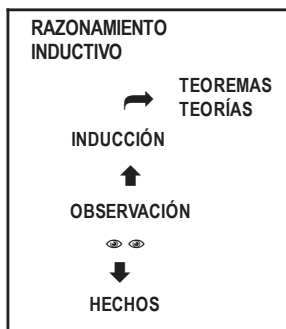 RAZONAMIENTO
INDUCTIVO
TEOREMAS
TEORÍAS
INDUCCIÓN
OBSERVACIÓN
HECHOS